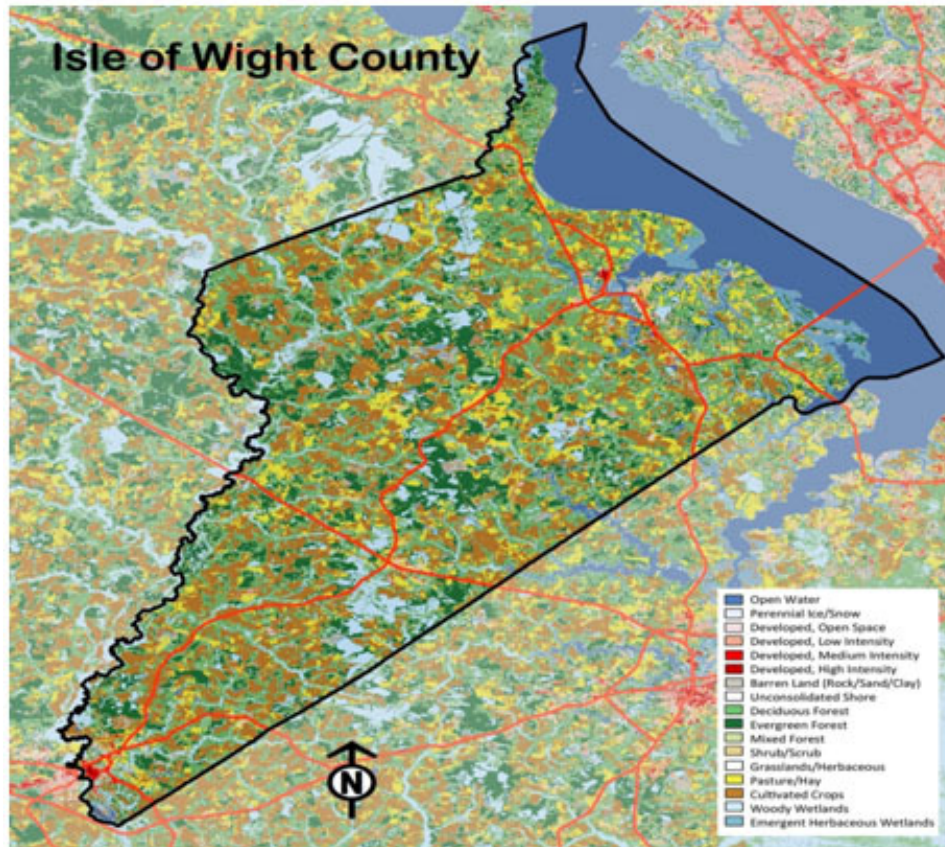 Isle of Wight County
Open Water
Perennial Ice/Snow
Developed, Open Space
Developed, Low Intensity
Developed, Medium Intensity
Developed, High Intensity
Barren Land (Rock/Sand/Clay)
Unconsolidated Shore
Deciduous Forest
Evergreen Forest
Mixed Forest
Shrub/Scrub
Grasslands/Herbaceous
Pasture/Hay
Cultivated Crops
Woody Wetlands
Emergent Herbaceous Wetlands
N